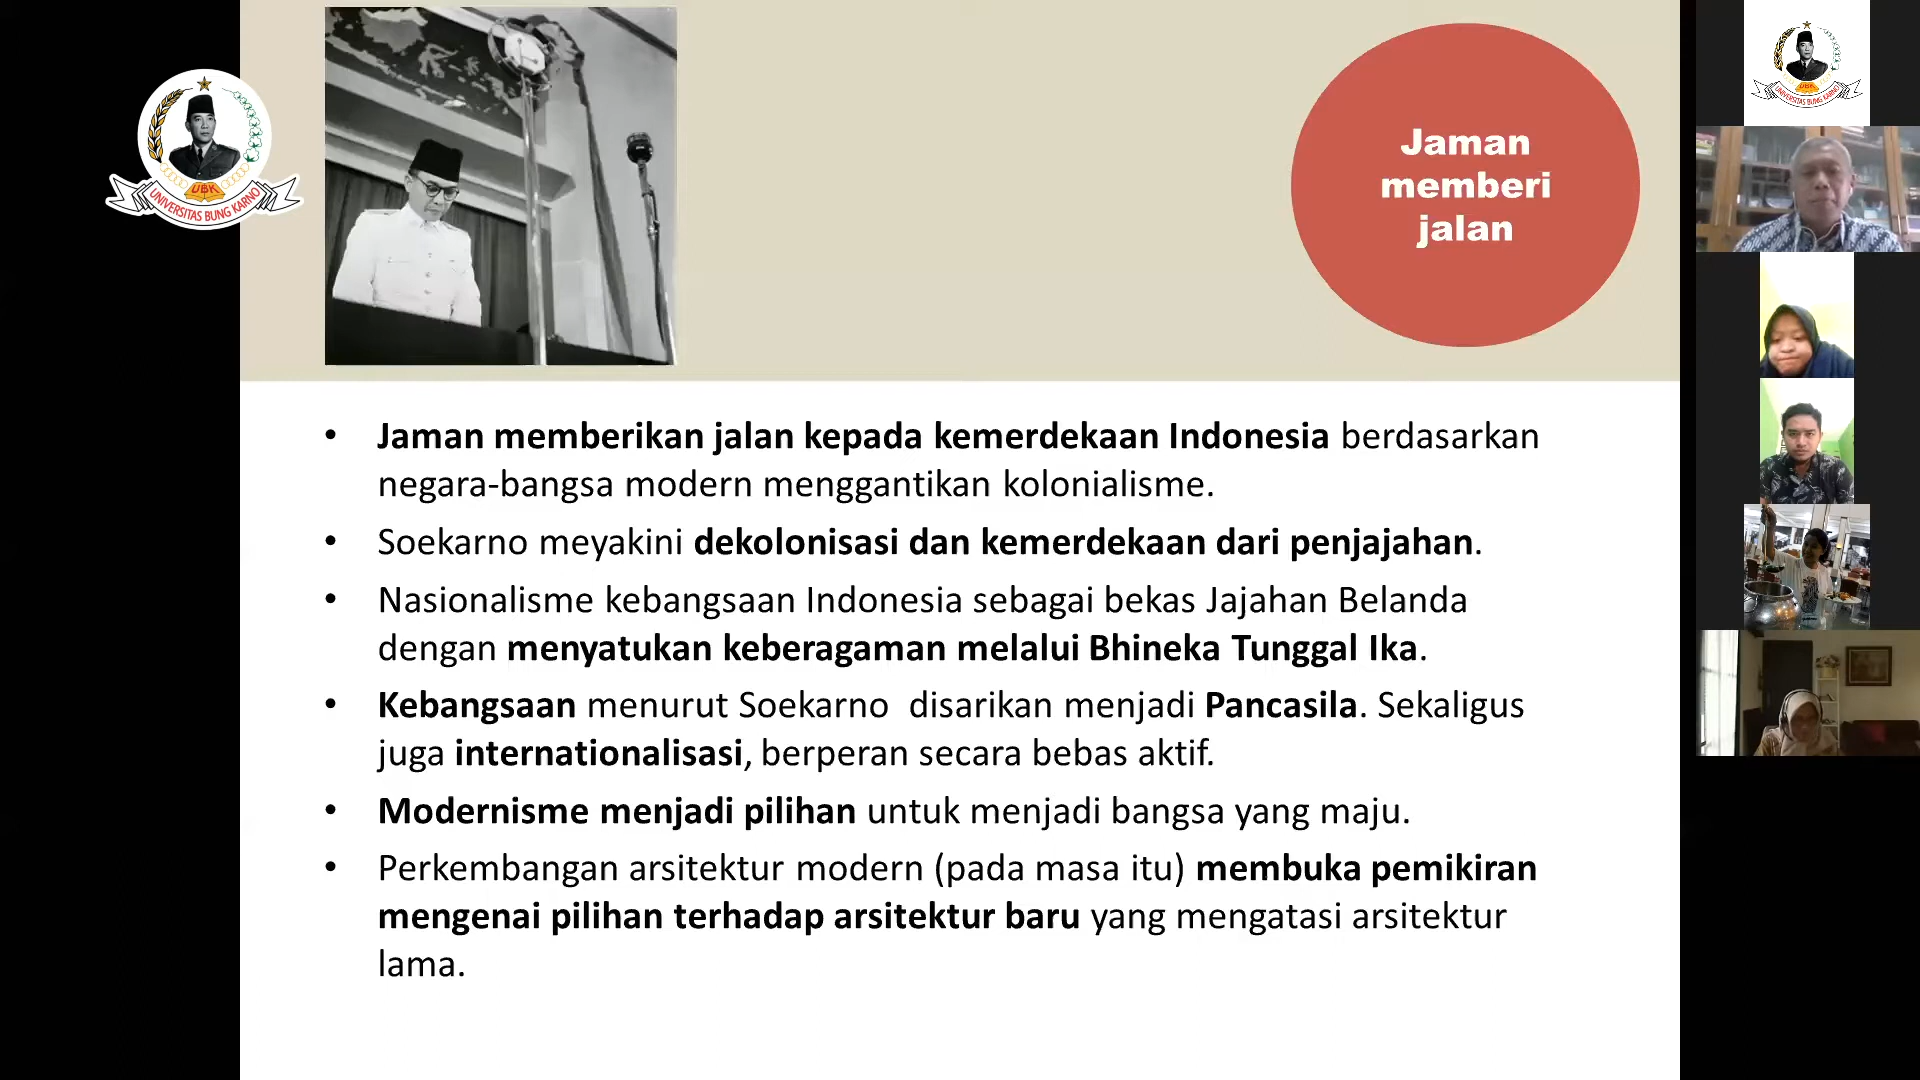 UBK
UNIVERSITAS BUNG KARNO
Jaman
memberi
jalan
• Jaman memberikan jalan kepada kemerdekaan Indonesia berdasarkan
negara-bangsa modern menggantikan kolonialisme.
• Soekarno meyakini dekolonisasi dan kemerdekaan dari penjajahan.
• Nasionalisme kebangsaan Indonesia sebagai bekas Jajahan Belanda
dengan menyatukan keberagaman melalui Bhineka Tunggal Ika.
• Kebangsaan menurut Soekarno  disarikan menjadi Pancasila. Sekaligus
juga internationalisasi, berperan secara bebas aktif.
• Modernisme menjadi pilihan untuk menjadi bangsa yang maju.
• Perkembangan arsitektur modern (pada masa itu) membuka pemikiran
mengenai pilihan terhadap arsitektur baru yang mengatasi arsitektur
lama.
UBK
UNIVERSITAS BUNG KARNO